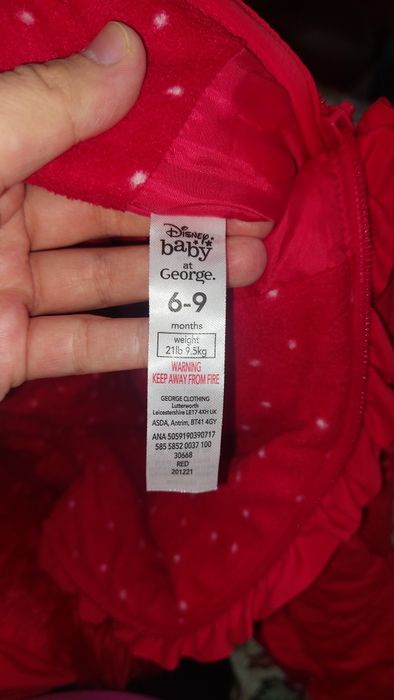 Disney
baby
at
George.
6-9
months
weight
21lb 9.5kg
WARNING
KEEP AWAY FROM FIRE
GEORGE CLOTHING
Lutterworth
Leicestershire LE17 4XH UK
ASDA, Antrim, BT41 4GY
ANA 5059190390717
585 5852 0037 100
30668
RED
201221